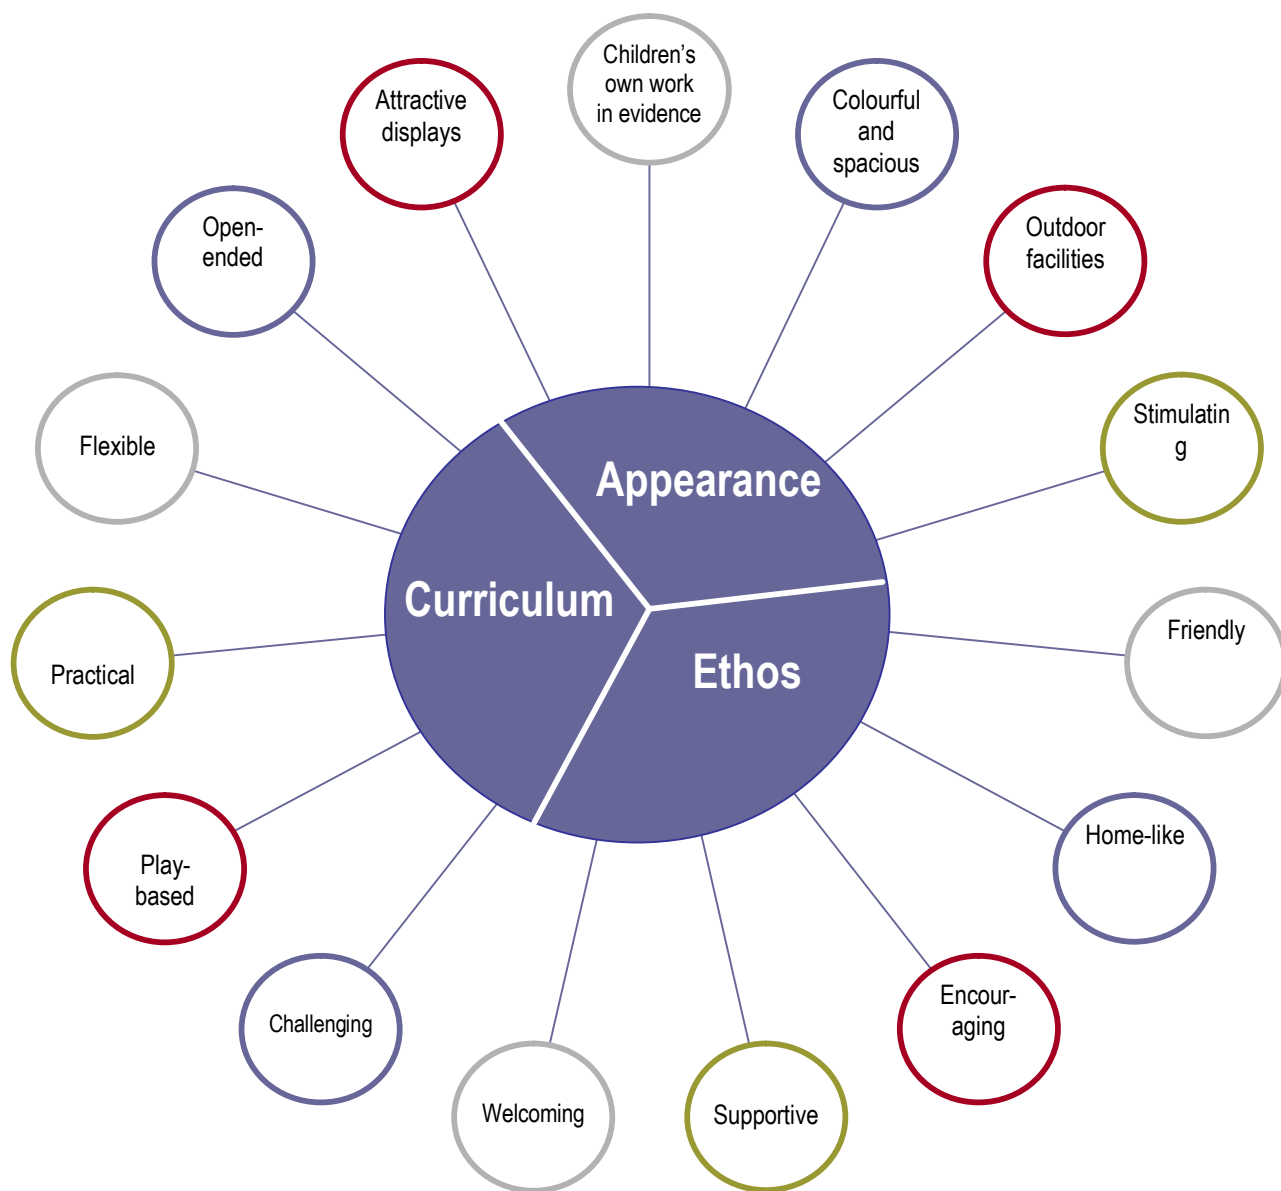 Children's
own work
in evidence
Colourful
and
spacious
Outdoor
facilities
Stimulatin
g
Friendly
Home-like
Encour-
aging
Supportive
Welcoming
Challenging
Play-
based
Practical
Flexible
Open-
ended
Attractive
displays
Appearance
Curriculum
Ethos